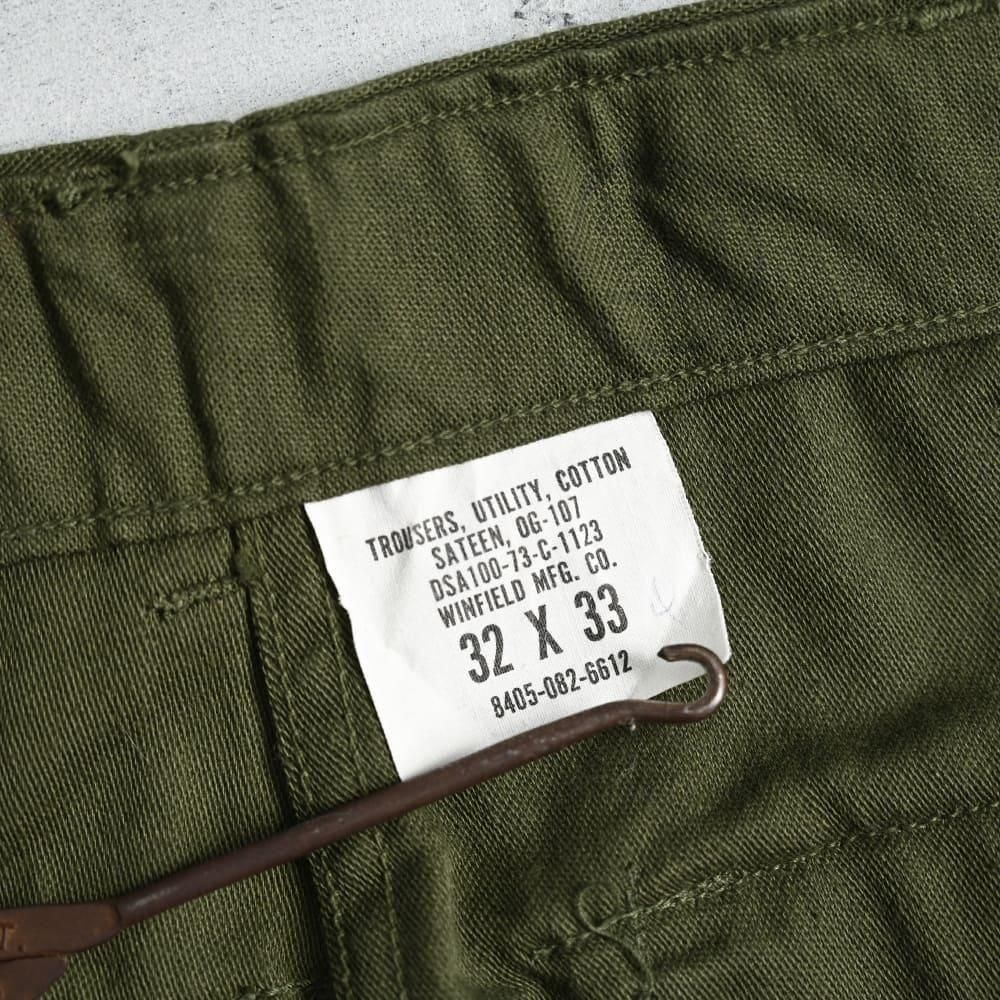 TROUSERS, UTILITY, COTTON
SATEEN, OG-107
DSA100-73-C-1123
WINFIELD MFG. CO.
32 X 33
8405-082-6612
T.